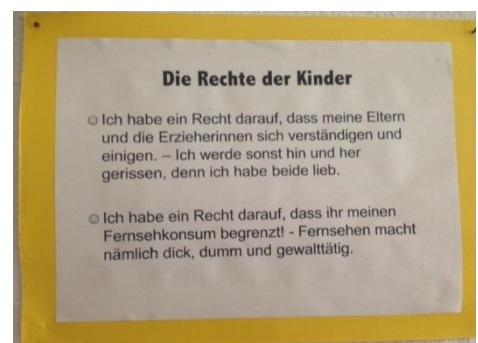 Die Rechte der Kinder
☺ Ich habe ein Recht darauf, dass meine Eltern
und die Erzieherinnen sich verständigen und
einigen. – Ich werde sonst hin und her
gerissen, denn ich habe beide lieb.
☺ Ich habe ein Recht darauf, dass ihr meinen
Fernsehkonsum begrenzt! - Fernsehen macht
nämlich dick, dumm und gewalttätig.